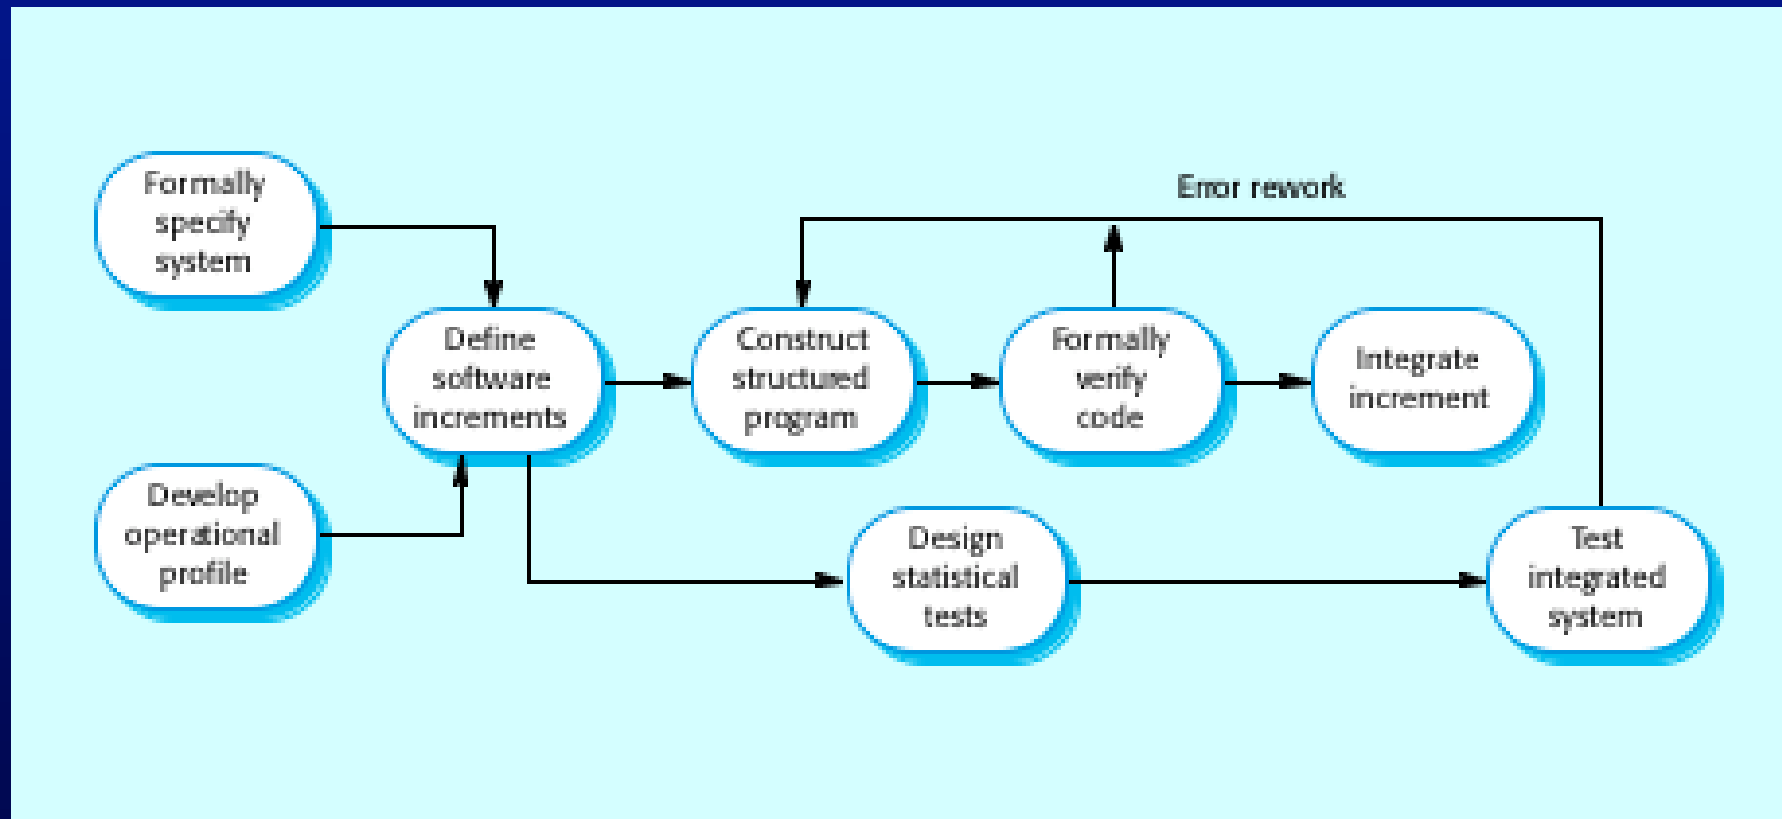 Formally
specify
system
Error rework
Define
software
increments
Construct
structured
program
Formally
verify
code
Integrate
increment
Develop
operational
profile
Design
statistical
tests
Test
integrated
system